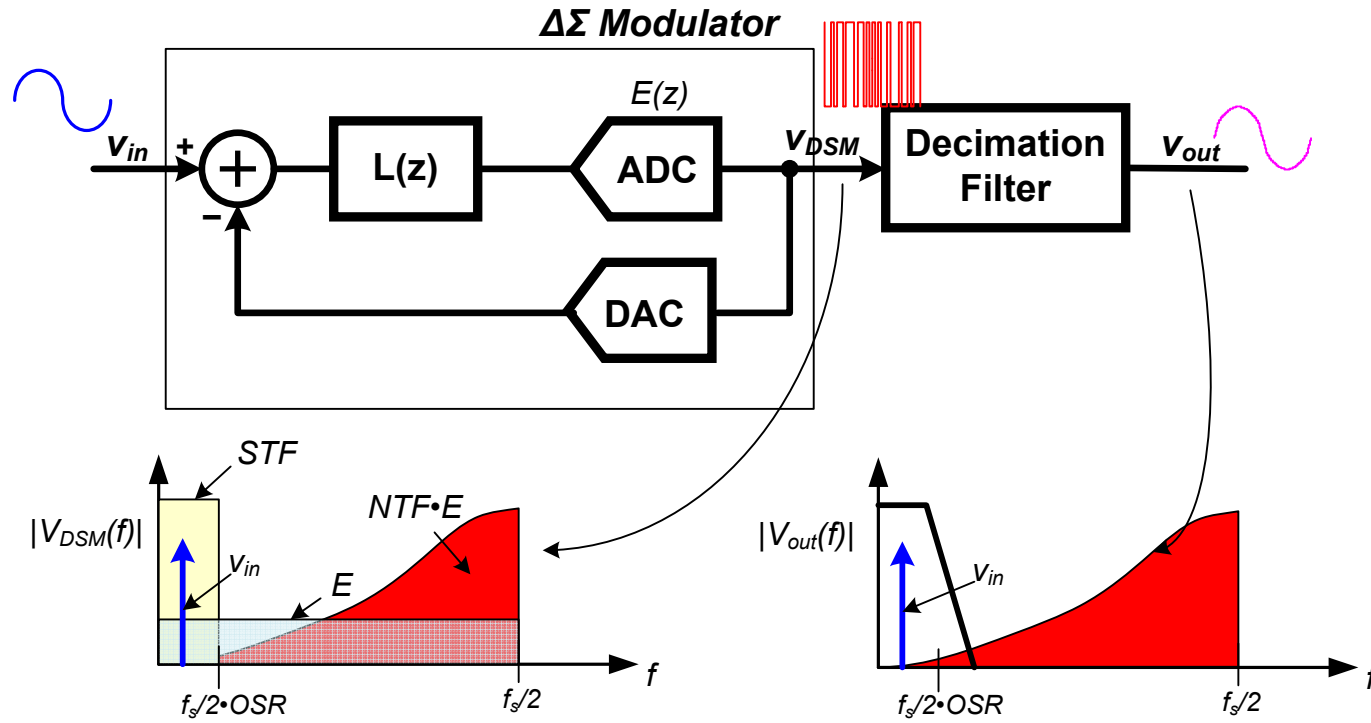 ΔΣ Modulator
E(z)
v_in
+
+
−
L(z)
ADC
v_DSM
Decimation
Filter
v_out
DAC
STF
NTF•E
|V_DSM(f)|
v_in
E
f
f_s/2•OSR
f_s/2
|V_out(f)|
v_in
f
f_s/2•OSR
f_s/2